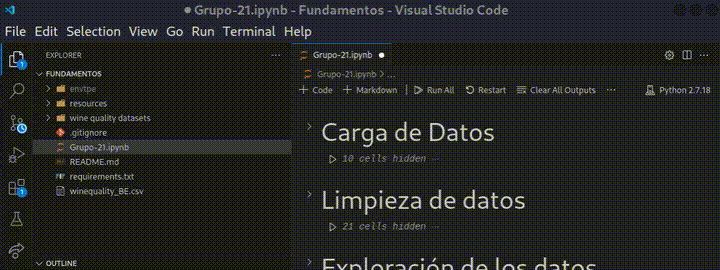 Grupo-21.ipynb - Fundamentos - Visual Studio Code
File Edit Selection View Go Run Terminal Help
EXPLORER ...
Grupo-21.ipynb
FUNDAMENTOS
Grupo-21.ipynb > ...
envtpe
+ Code + Markdown Run All Restart Clear All Outputs ... Python 2.7.18
resources
wine quality datasets
.gitignore
Grupo-21.ipynb
README.md
requirements.txt
winequality_BE.csv
OUTLINE
1
1
Carga de Datos
10 cells hidden ...
Limpieza de datos
21 cells hidden ...
Exploración de los datos